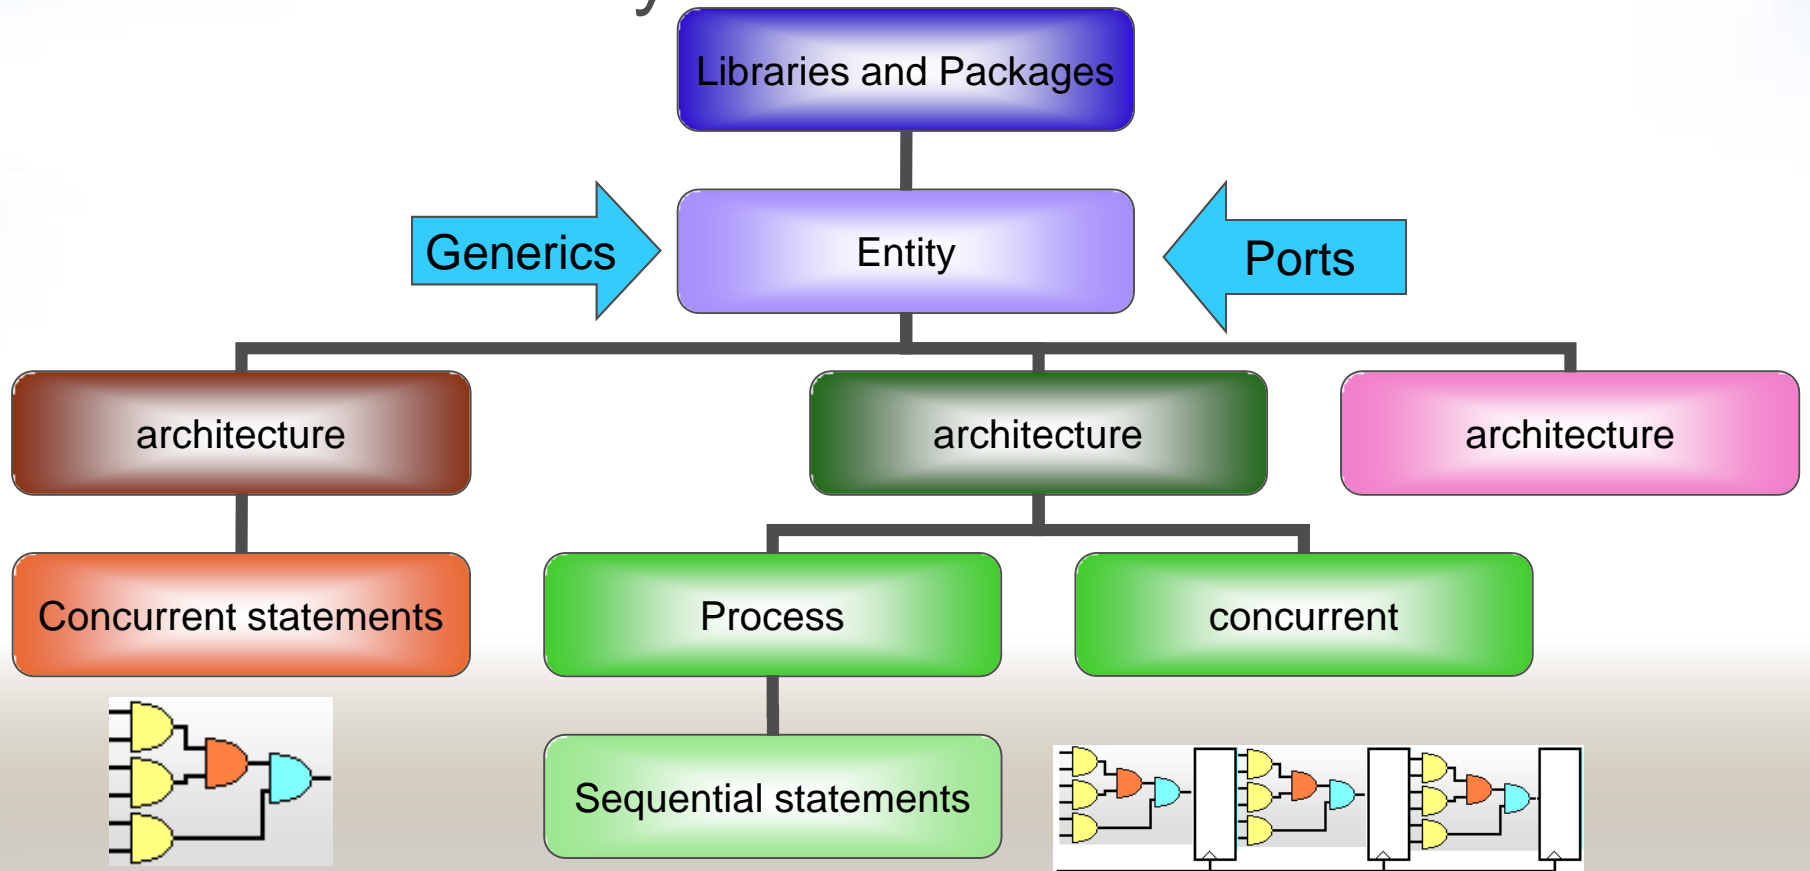 Libraries and Packages
Generics
Entity
Ports
architecture
architecture
architecture
Concurrent statements
Process
concurrent
Sequential statements